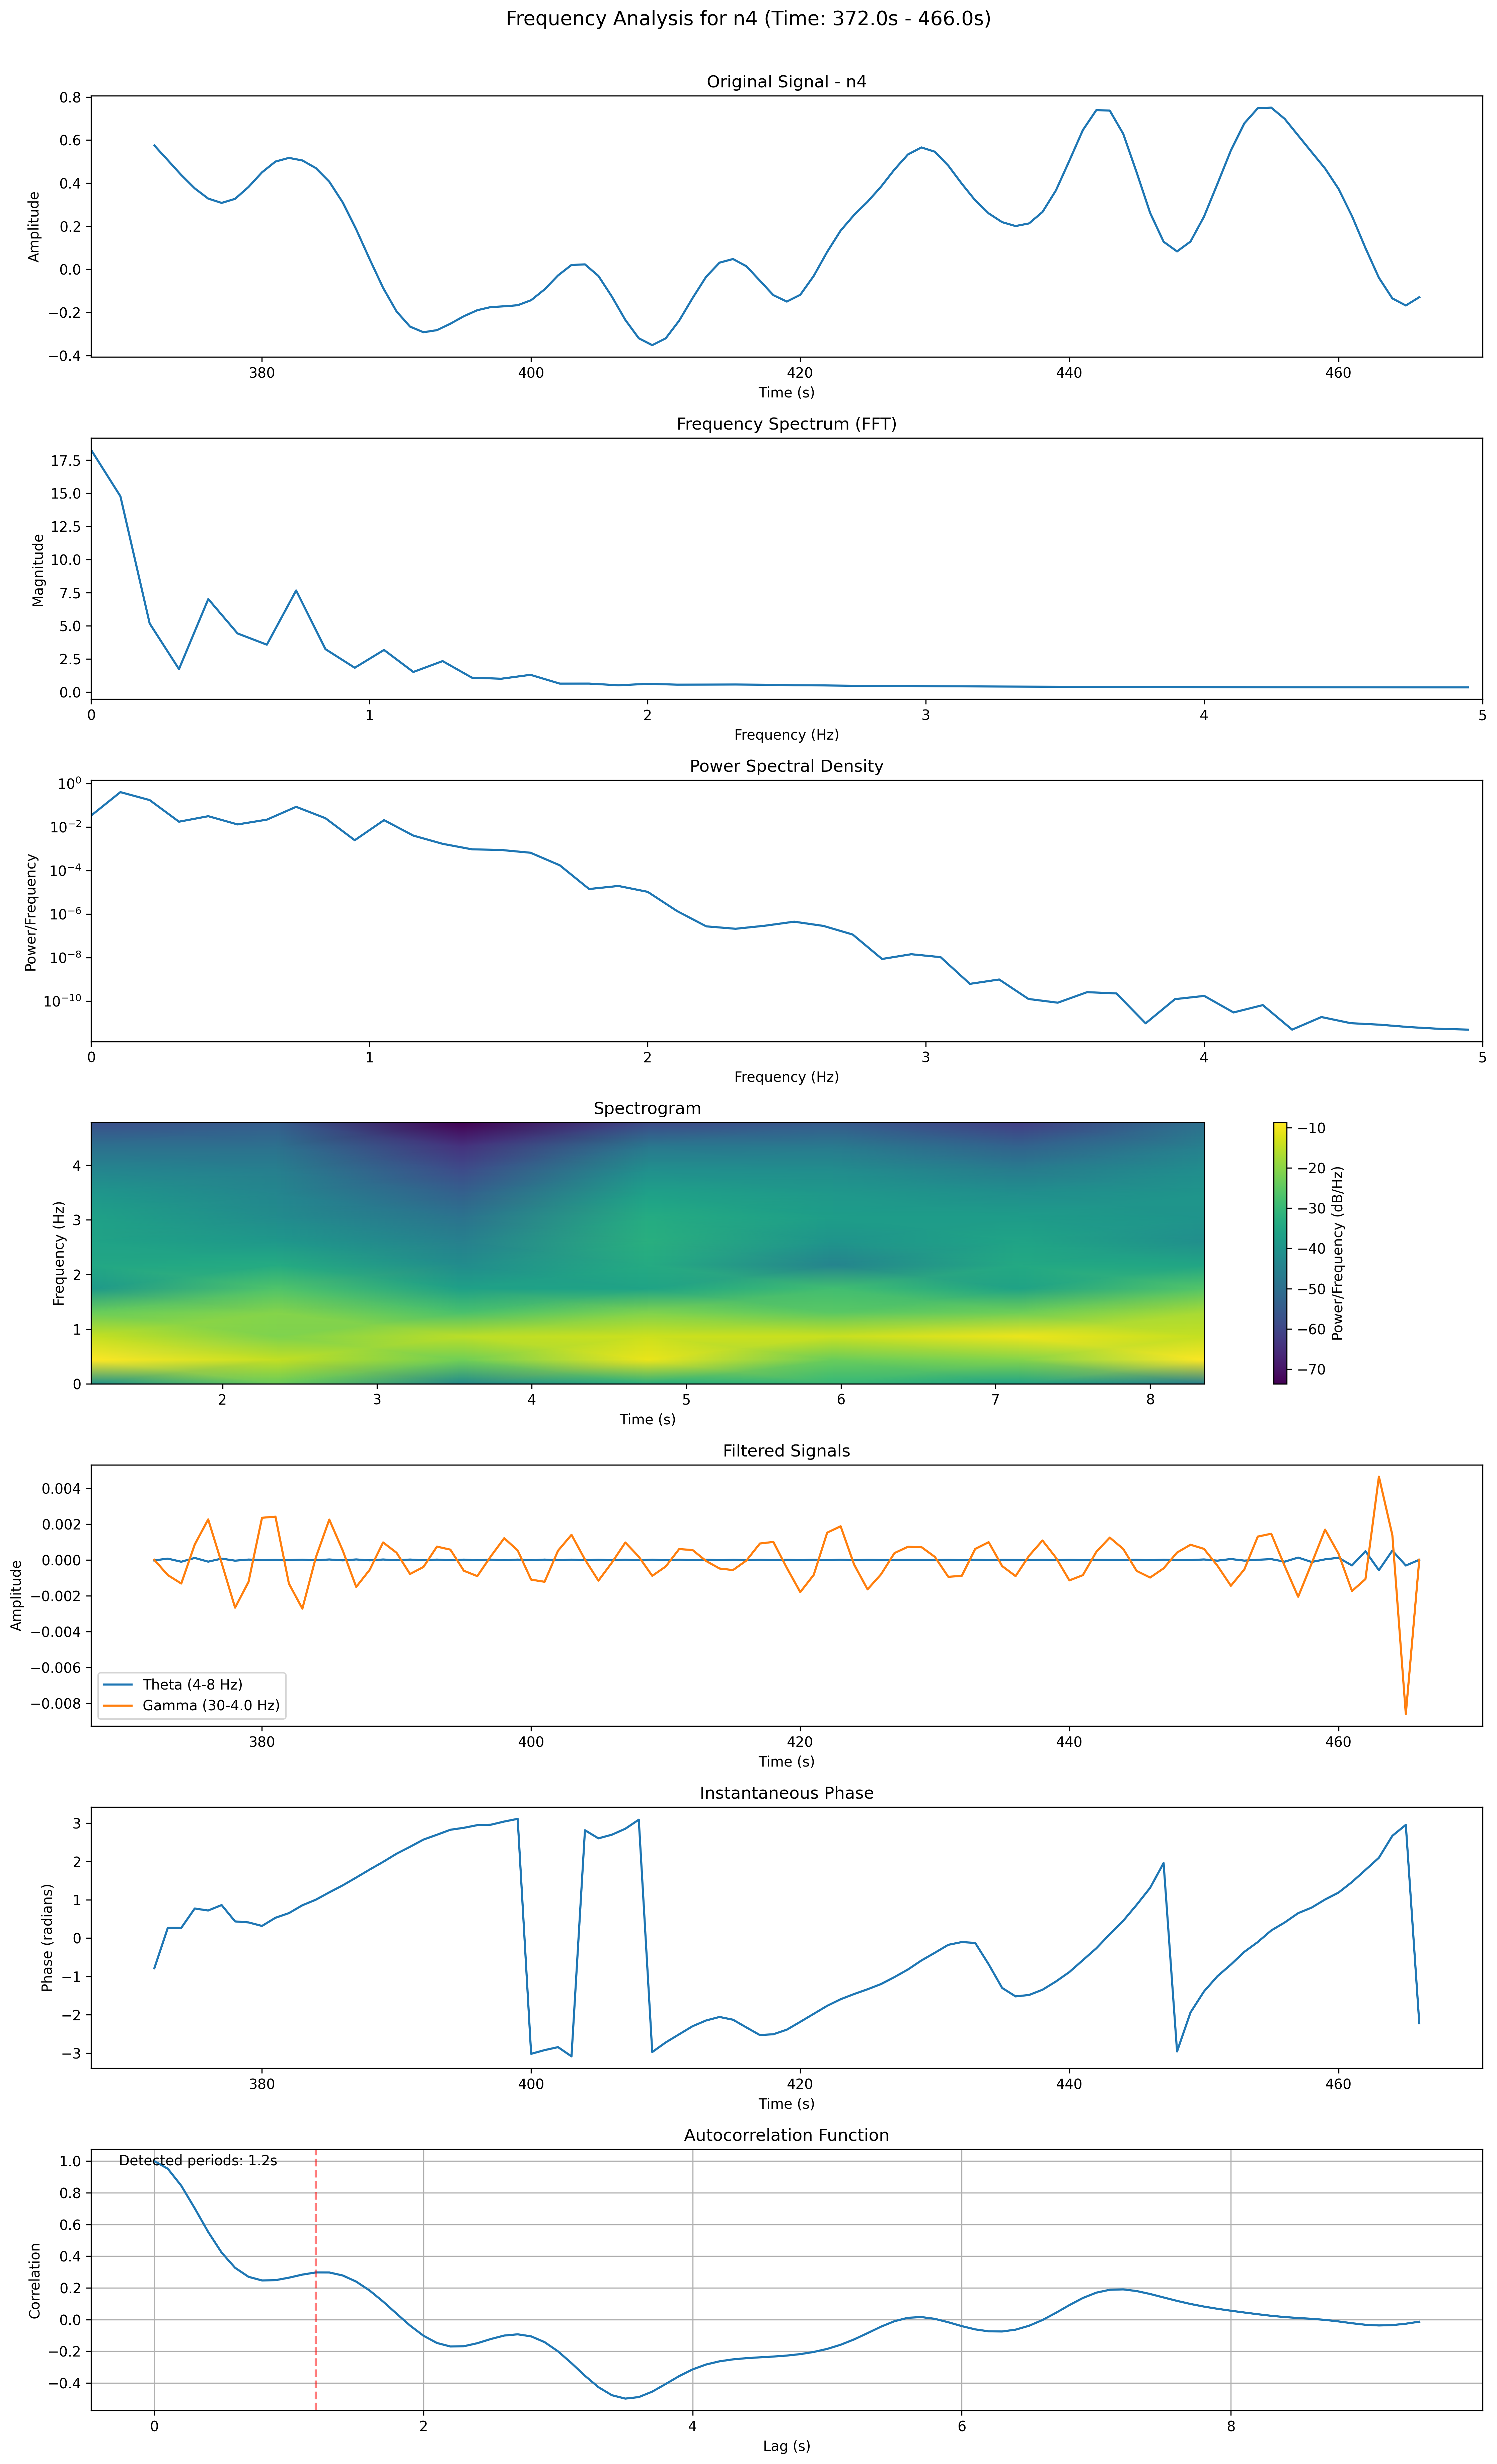 Frequency Analysis for n4 (Time: 372.0s - 466.0s)
Original Signal - n4
0.8
0.6
0.4
0.2
0.0
−0.2
−0.4
Amplitude
380 400 420 440 460
Time (s)
Frequency Spectrum (FFT)
17.5
15.0
12.5
10.0
7.5
5.0
2.5
0.0
Magnitude
0 1 2 3 4 5
Frequency (Hz)
Power Spectral Density
10⁰
10⁻²
10⁻⁴
10⁻⁶
10⁻⁸
10⁻¹⁰
Power/Frequency
0 1 2 3 4 5
Frequency (Hz)
Spectrogram
4
3
2
1
0
Frequency (Hz)
2 3 4 5 6 7 8
Time (s)
−10
−20
−30
−40
−50
−60
−70
Power/Frequency (dB/Hz)
Filtered Signals
0.004
0.002
0.000
−0.002
−0.004
−0.006
−0.008
Amplitude
Theta (4-8 Hz)
Gamma (30-4.0 Hz)
380 400 420 440 460
Time (s)
Instantaneous Phase
3
2
1
0
−1
−2
−3
Phase (radians)
380 400 420 440 460
Time (s)
Autocorrelation Function
Detected periods: 1.2s
1.0
0.8
0.6
0.4
0.2
0.0
−0.2
−0.4
Correlation
0 2 4 6 8
Lag (s)